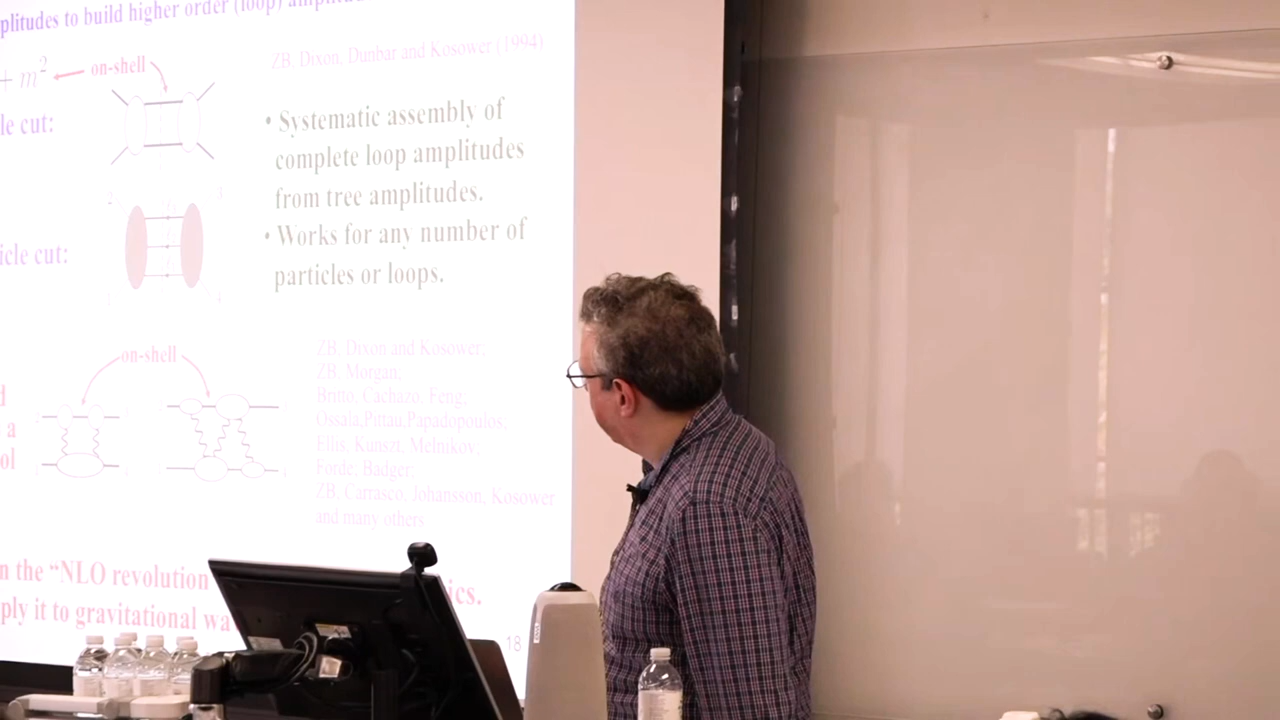 plitudes to build higher order (loop)
+ m² on-shell
ZB, Dixon, Dunbar and Kosower (1994)
le cut:
• Systematic assembly of
complete loop amplitudes
from tree amplitudes.
• Works for any number of
particles or loops.
icle cut:
on-shell
ZB, Dixon and Kosower;
ZB, Morgan;
Britto, Cachazo, Feng;
Ossala,Pittau,Papadopoulos;
Ellis, Kunszt, Melnikov;
Forde; Badger;
ZB, Carrasco, Johansson, Kosower
and many others
d
a
ol
n the “NLO revolution
ics.
ply it to gravitational wa
18